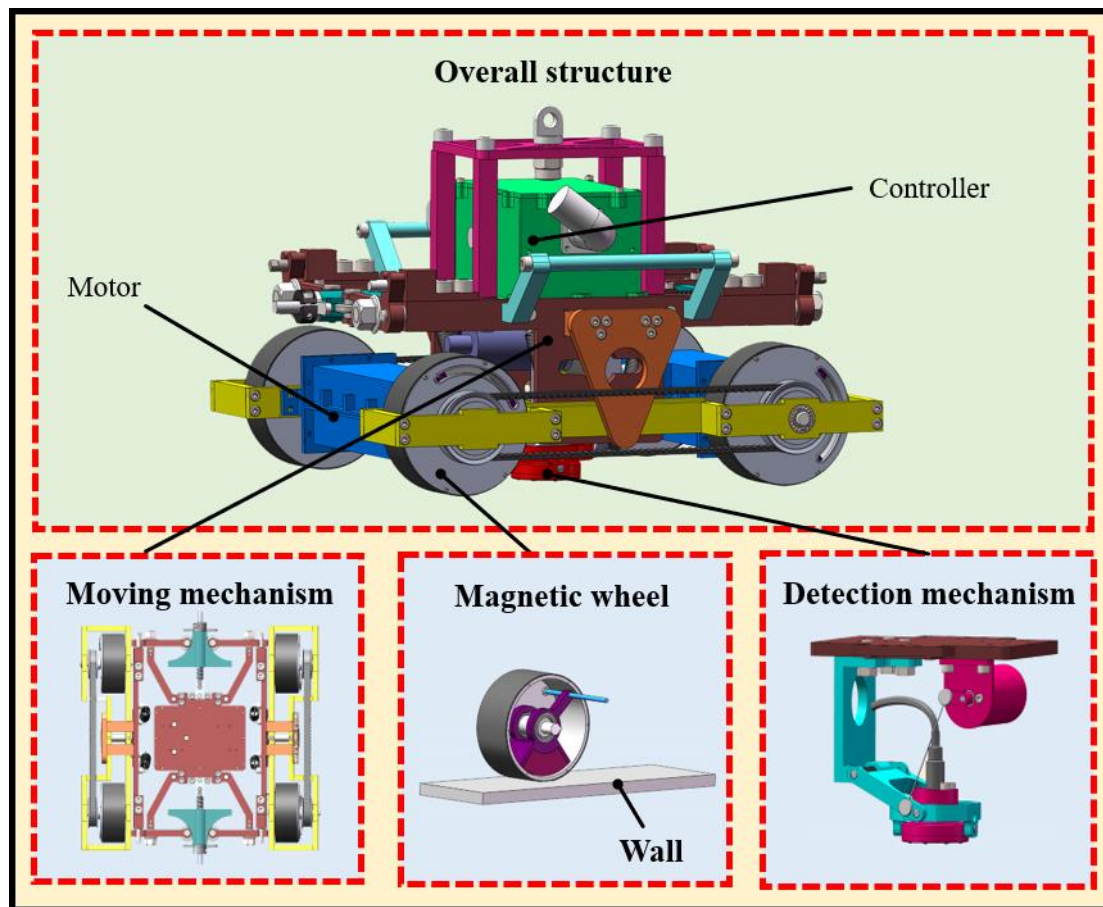 Overall structure
Controller
Motor
Moving mechanism
Magnetic wheel
Detection mechanism
Wall